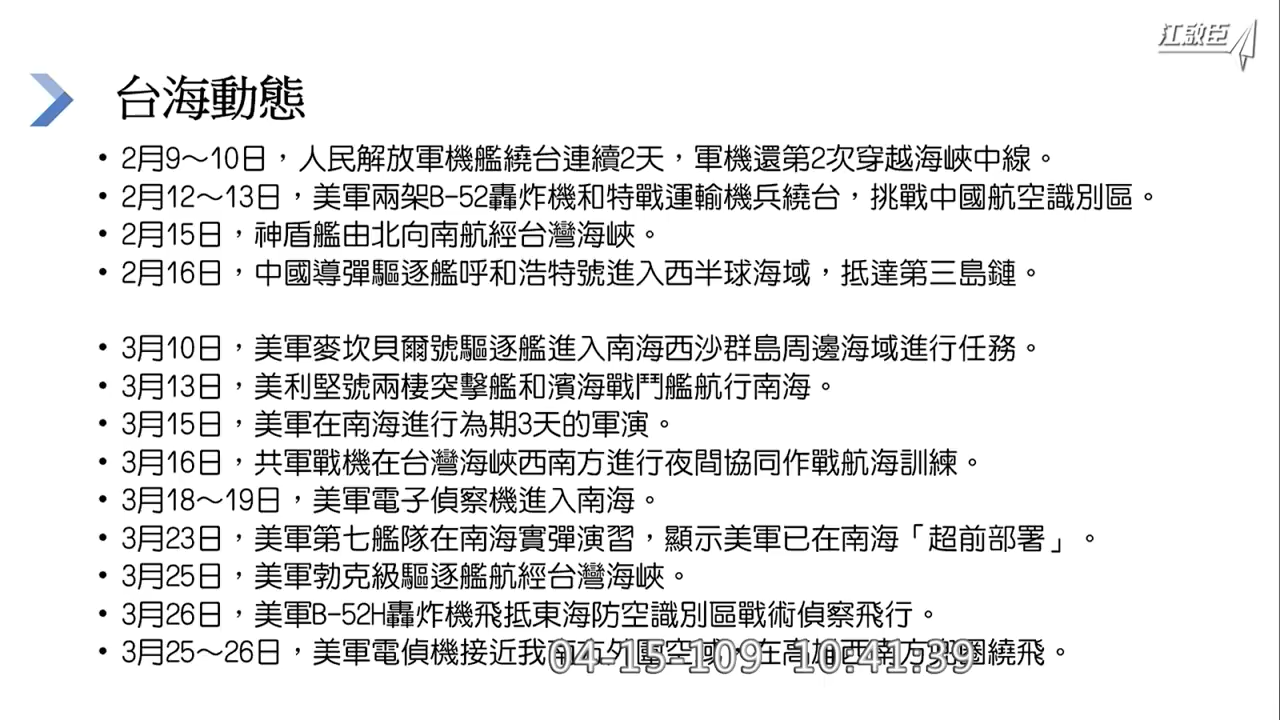 江啟臣
台海動態
• 2月9～10日，人民解放軍機艦繞台連續2天，軍機還第2次穿越海峽中線。
• 2月12～13日，美軍兩架B-52轟炸機和特戰運輸機兵繞台，挑戰中國航空識別區。
• 2月15日，神盾艦由北向南航經台灣海峽。
• 2月16日，中國導彈驅逐艦呼和浩特號進入西半球海域，抵達第三島鏈。
• 3月10日，美軍麥坎貝爾號驅逐艦進入南海西沙群島周邊海域進行任務。
• 3月13日，美利堅號兩棲突擊艦和濱海戰鬥艦航行南海。
• 3月15日，美軍在南海進行為期3天的軍演。
• 3月16日，共軍戰機在台灣海峽西南方進行夜間協同作戰航海訓練。
• 3月18～19日，美軍電子偵察機進入南海。
• 3月23日，美軍第七艦隊在南海實彈演習，顯示美軍已在南海「超前部署」。
• 3月25日，美軍勃克級驅逐艦航經台灣海峽。
• 3月26日，美軍B-52H轟炸機飛抵東海防空識別區戰術偵察飛行。
• 3月25～26日，美軍電偵機接近我 空域，在高 西南方 繞飛。
04-15-109 10.41.39